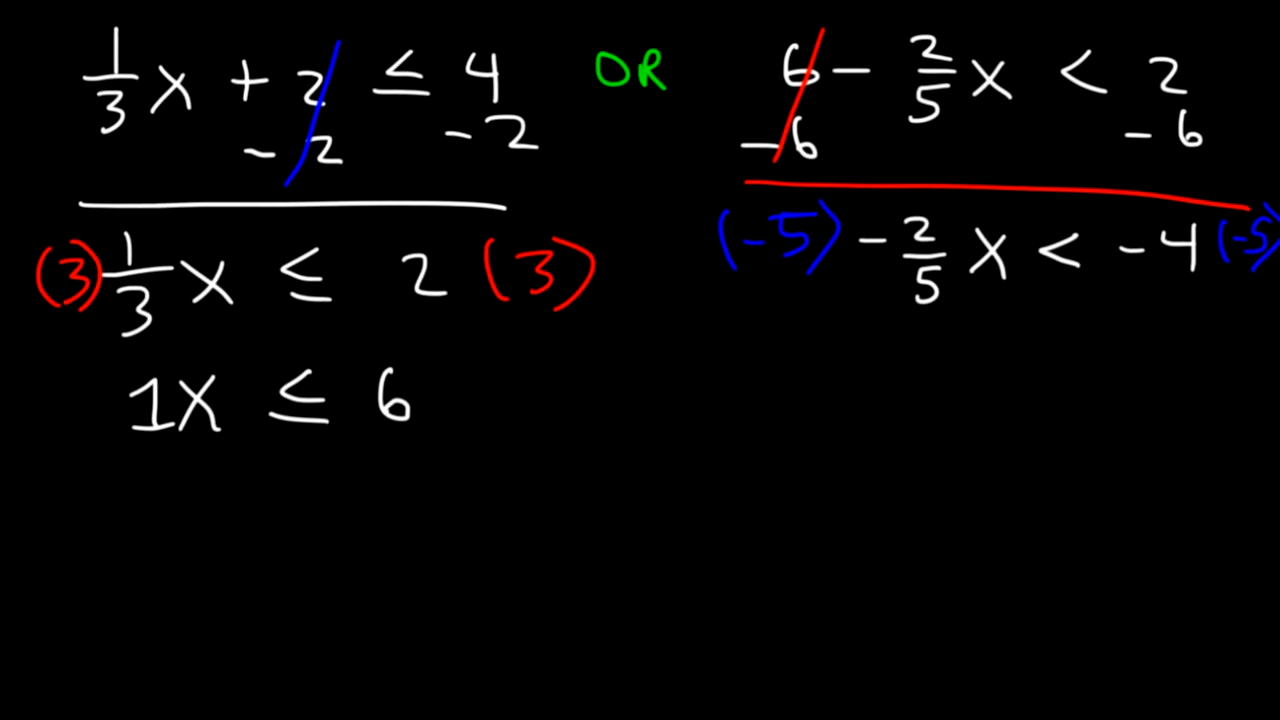 1/3 x + 2 ≤ 4 OR 6 - 2/5 x < 2
- 2 - 2 - 6 - 6
(3) 1/3 x ≤ 2 (3) (-5) - 2/5 x < -4 (-5)
1x ≤ 6